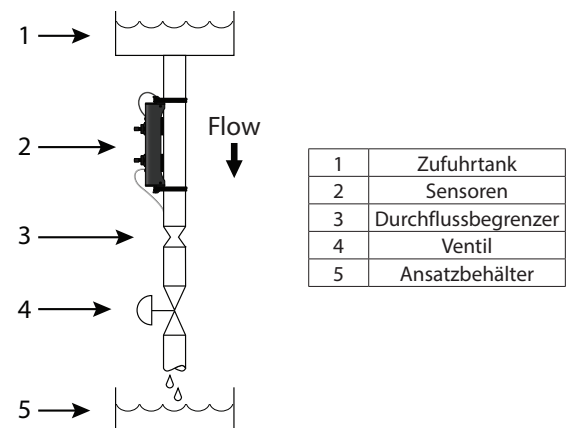 1
2
Flow
3
4
5
1 Zufuhrtank
2 Sensoren
3 Durchflussbegrenzer
4 Ventil
5 Ansatzbehälter